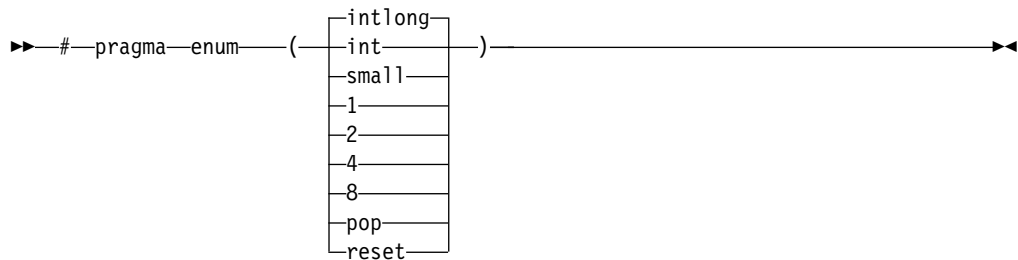 intlong
# pragma enum ( int )
small
1
2
4
8
pop
reset